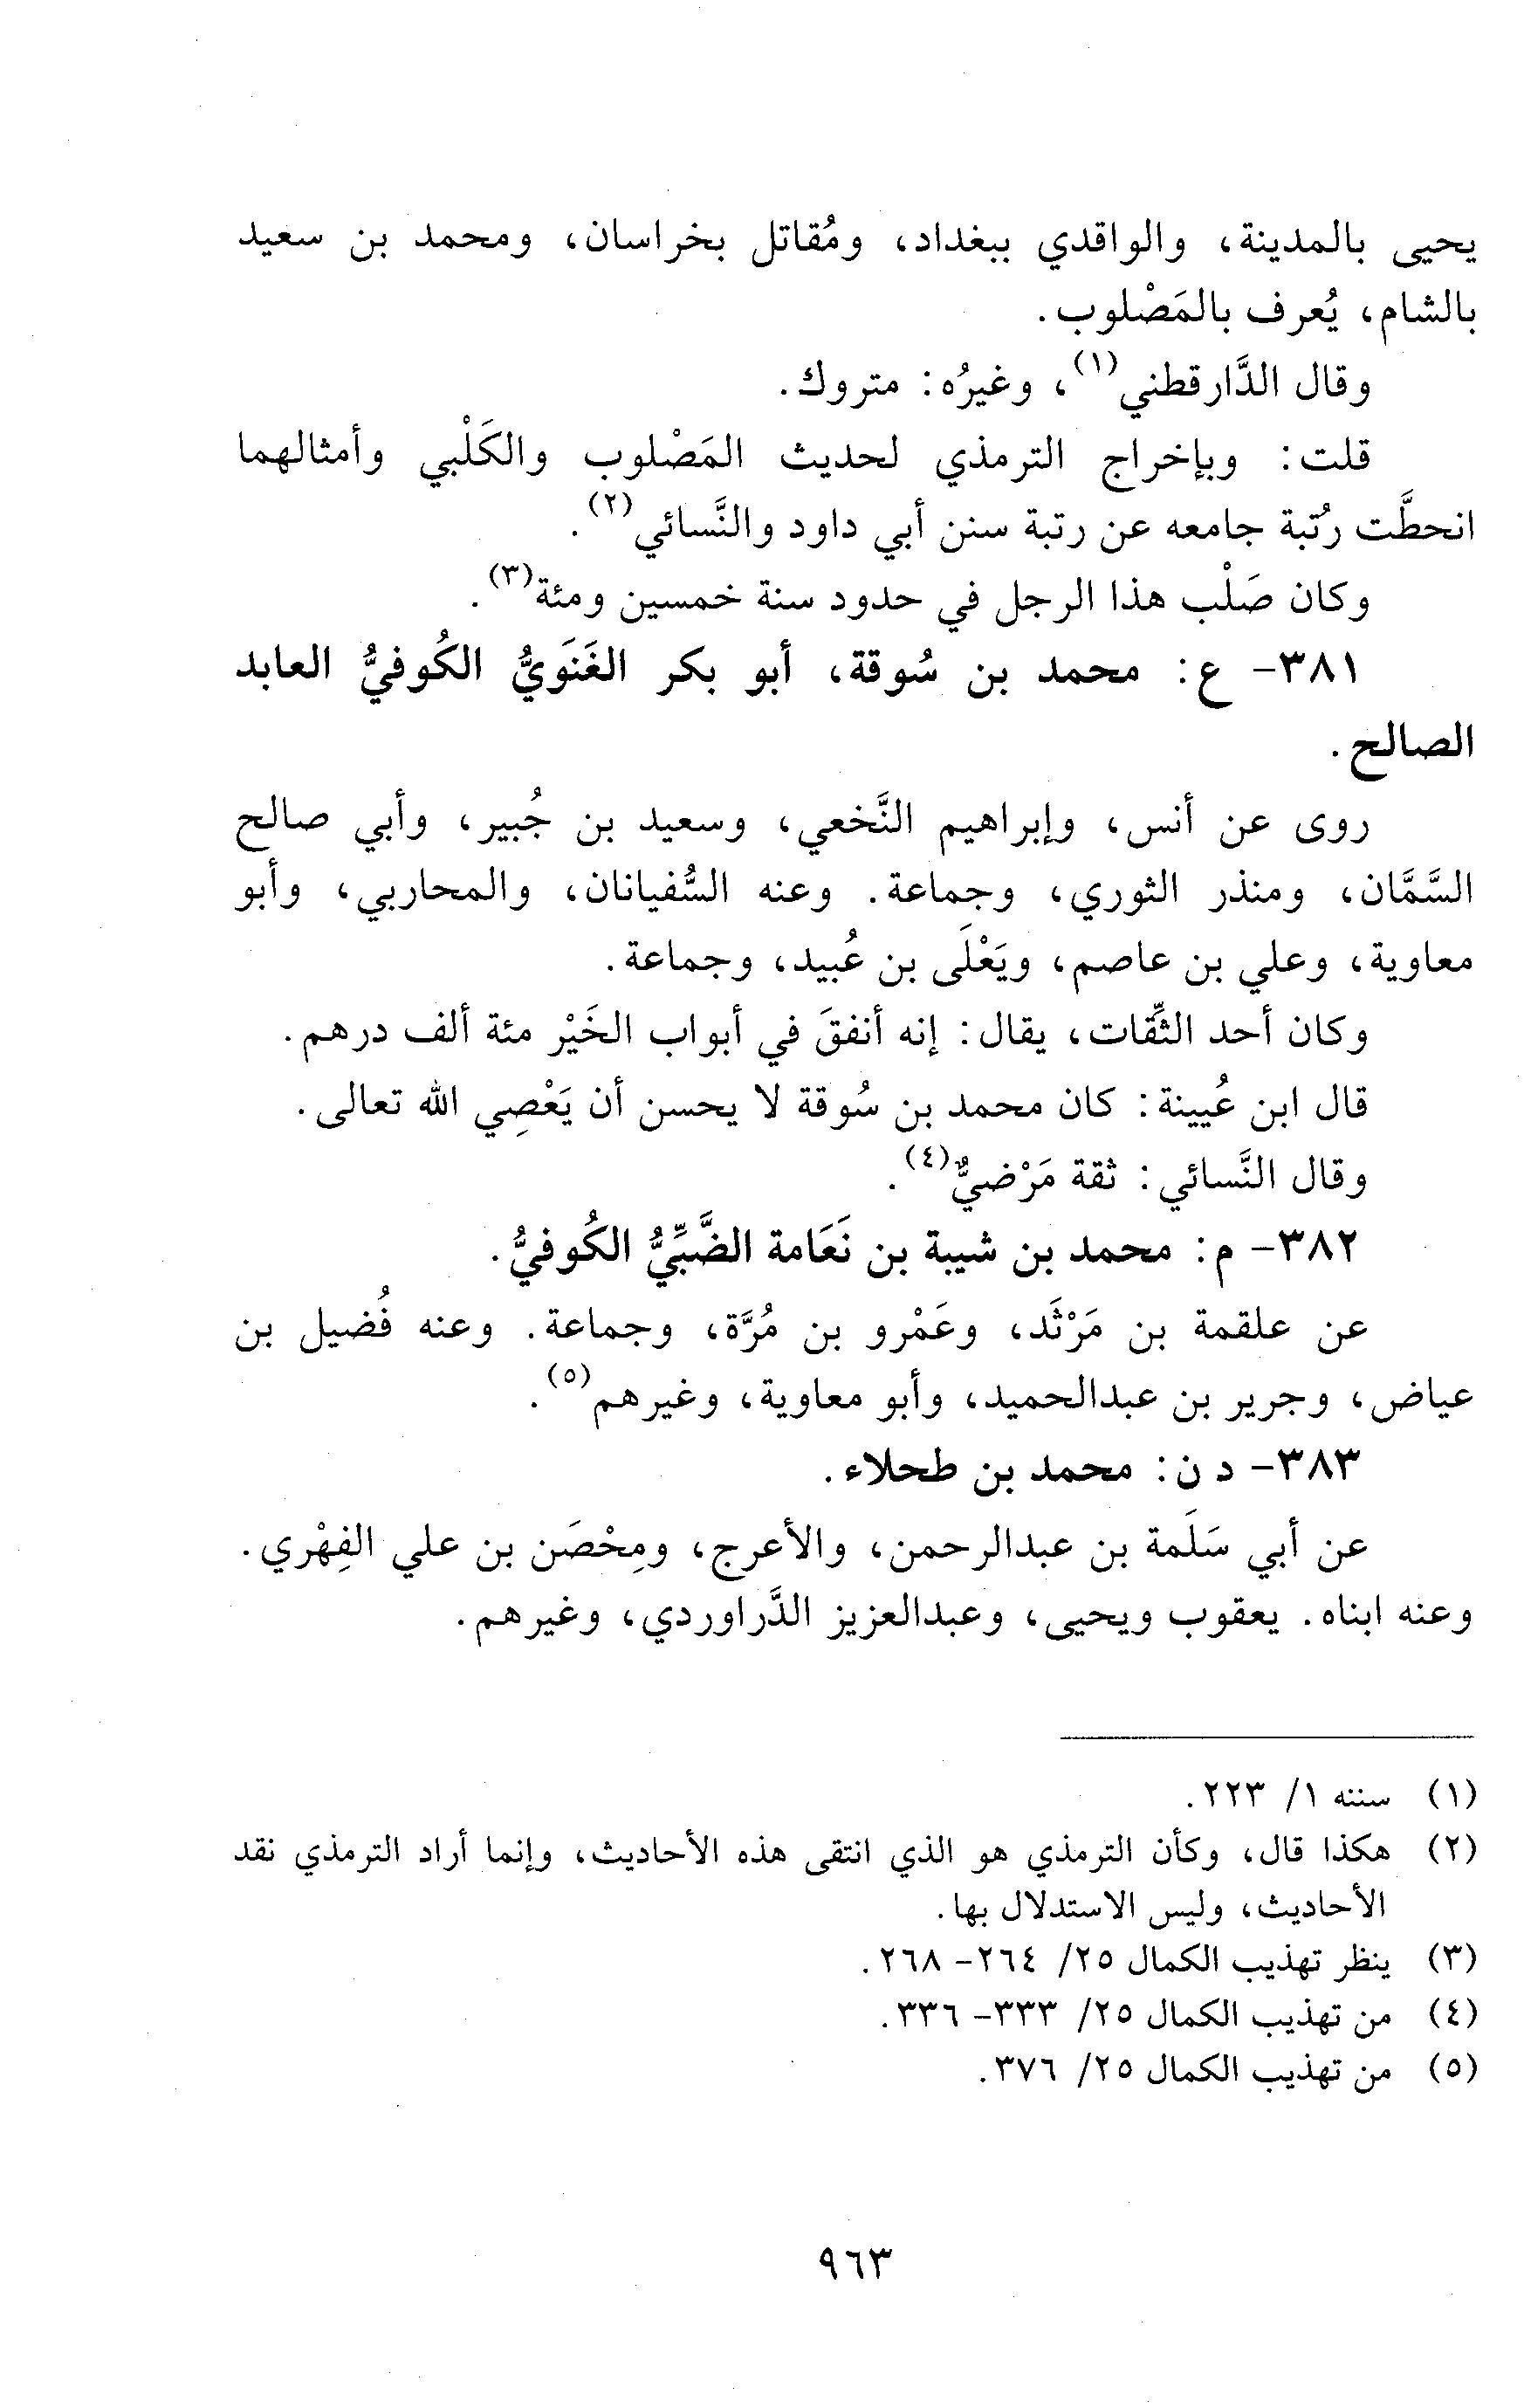 يحيى بالمدينة، والواقدي ببغداد، ومُقاتل بخراسان، ومحمد بن سعيد
بالشام، يُعرف بالمَصْلوب.
وقال الدَّارقطني(١)، وغيرُه: متروك.
قلت: وبإخراج الترمذي لحديث المَصْلوب والكَلْبي وأمثالهما
انحطَّت رُتبة جامعه عن رتبة سنن أبي داود والنَّسائي(٢).
وكان صَلْب هذا الرجل في حدود سنة خمسين ومئة(٣).
٣٨١- ع: محمد بن سُوقة، أبو بكر الغَنَويُّ الكُوفيُّ العابد
الصالح.
روى عن أنس، وإبراهيم النَّخعي، وسعيد بن جُبير، وأبي صالح
السَّمَّان، ومنذر الثوري، وجماعة. وعنه السُّفيانان، والمحاربي، وأبو
معاوية، وعلي بن عاصم، ويَعْلَى بن عُبيد، وجماعة.
وكان أحد الثِّقات، يقال: إنه أنفقَ في أبواب الخَيْر مئة ألف درهم.
قال ابن عُيينة: كان محمد بن سُوقة لا يحسن أن يَعْصِي الله تعالى.
وقال النَّسائي: ثقة مَرْضيٌّ(٤).
٣٨٢- م: محمد بن شيبة بن نَعَامة الضَّبِّيُّ الكُوفيُّ.
عن علقمة بن مَرْثَد، وعَمْرو بن مُرَّة، وجماعة. وعنه فُضيل بن
عياض، وجرير بن عبدالحميد، وأبو معاوية، وغيرهم(٥).
٣٨٣- د ن: محمد بن طحلاء.
عن أبي سَلَمة بن عبدالرحمن، والأعرج، ومِحْصَن بن علي الفِهْري.
وعنه ابناه. يعقوب ويحيى، وعبدالعزيز الدَّراوردي، وغيرهم.
(١) سننه ١/ ٢٢٣.
(٢) هكذا قال، وكأن الترمذي هو الذي انتقى هذه الأحاديث، وإنما أراد الترمذي نقد
الأحاديث، وليس الاستدلال بها.
(٣) ينظر تهذيب الكمال ٢٥/ ٢٦٤- ٢٦٨.
(٤) من تهذيب الكمال ٢٥/ ٣٣٣- ٣٣٦.
(٥) من تهذيب الكمال ٢٥/ ٣٧٦.
٩٦٣